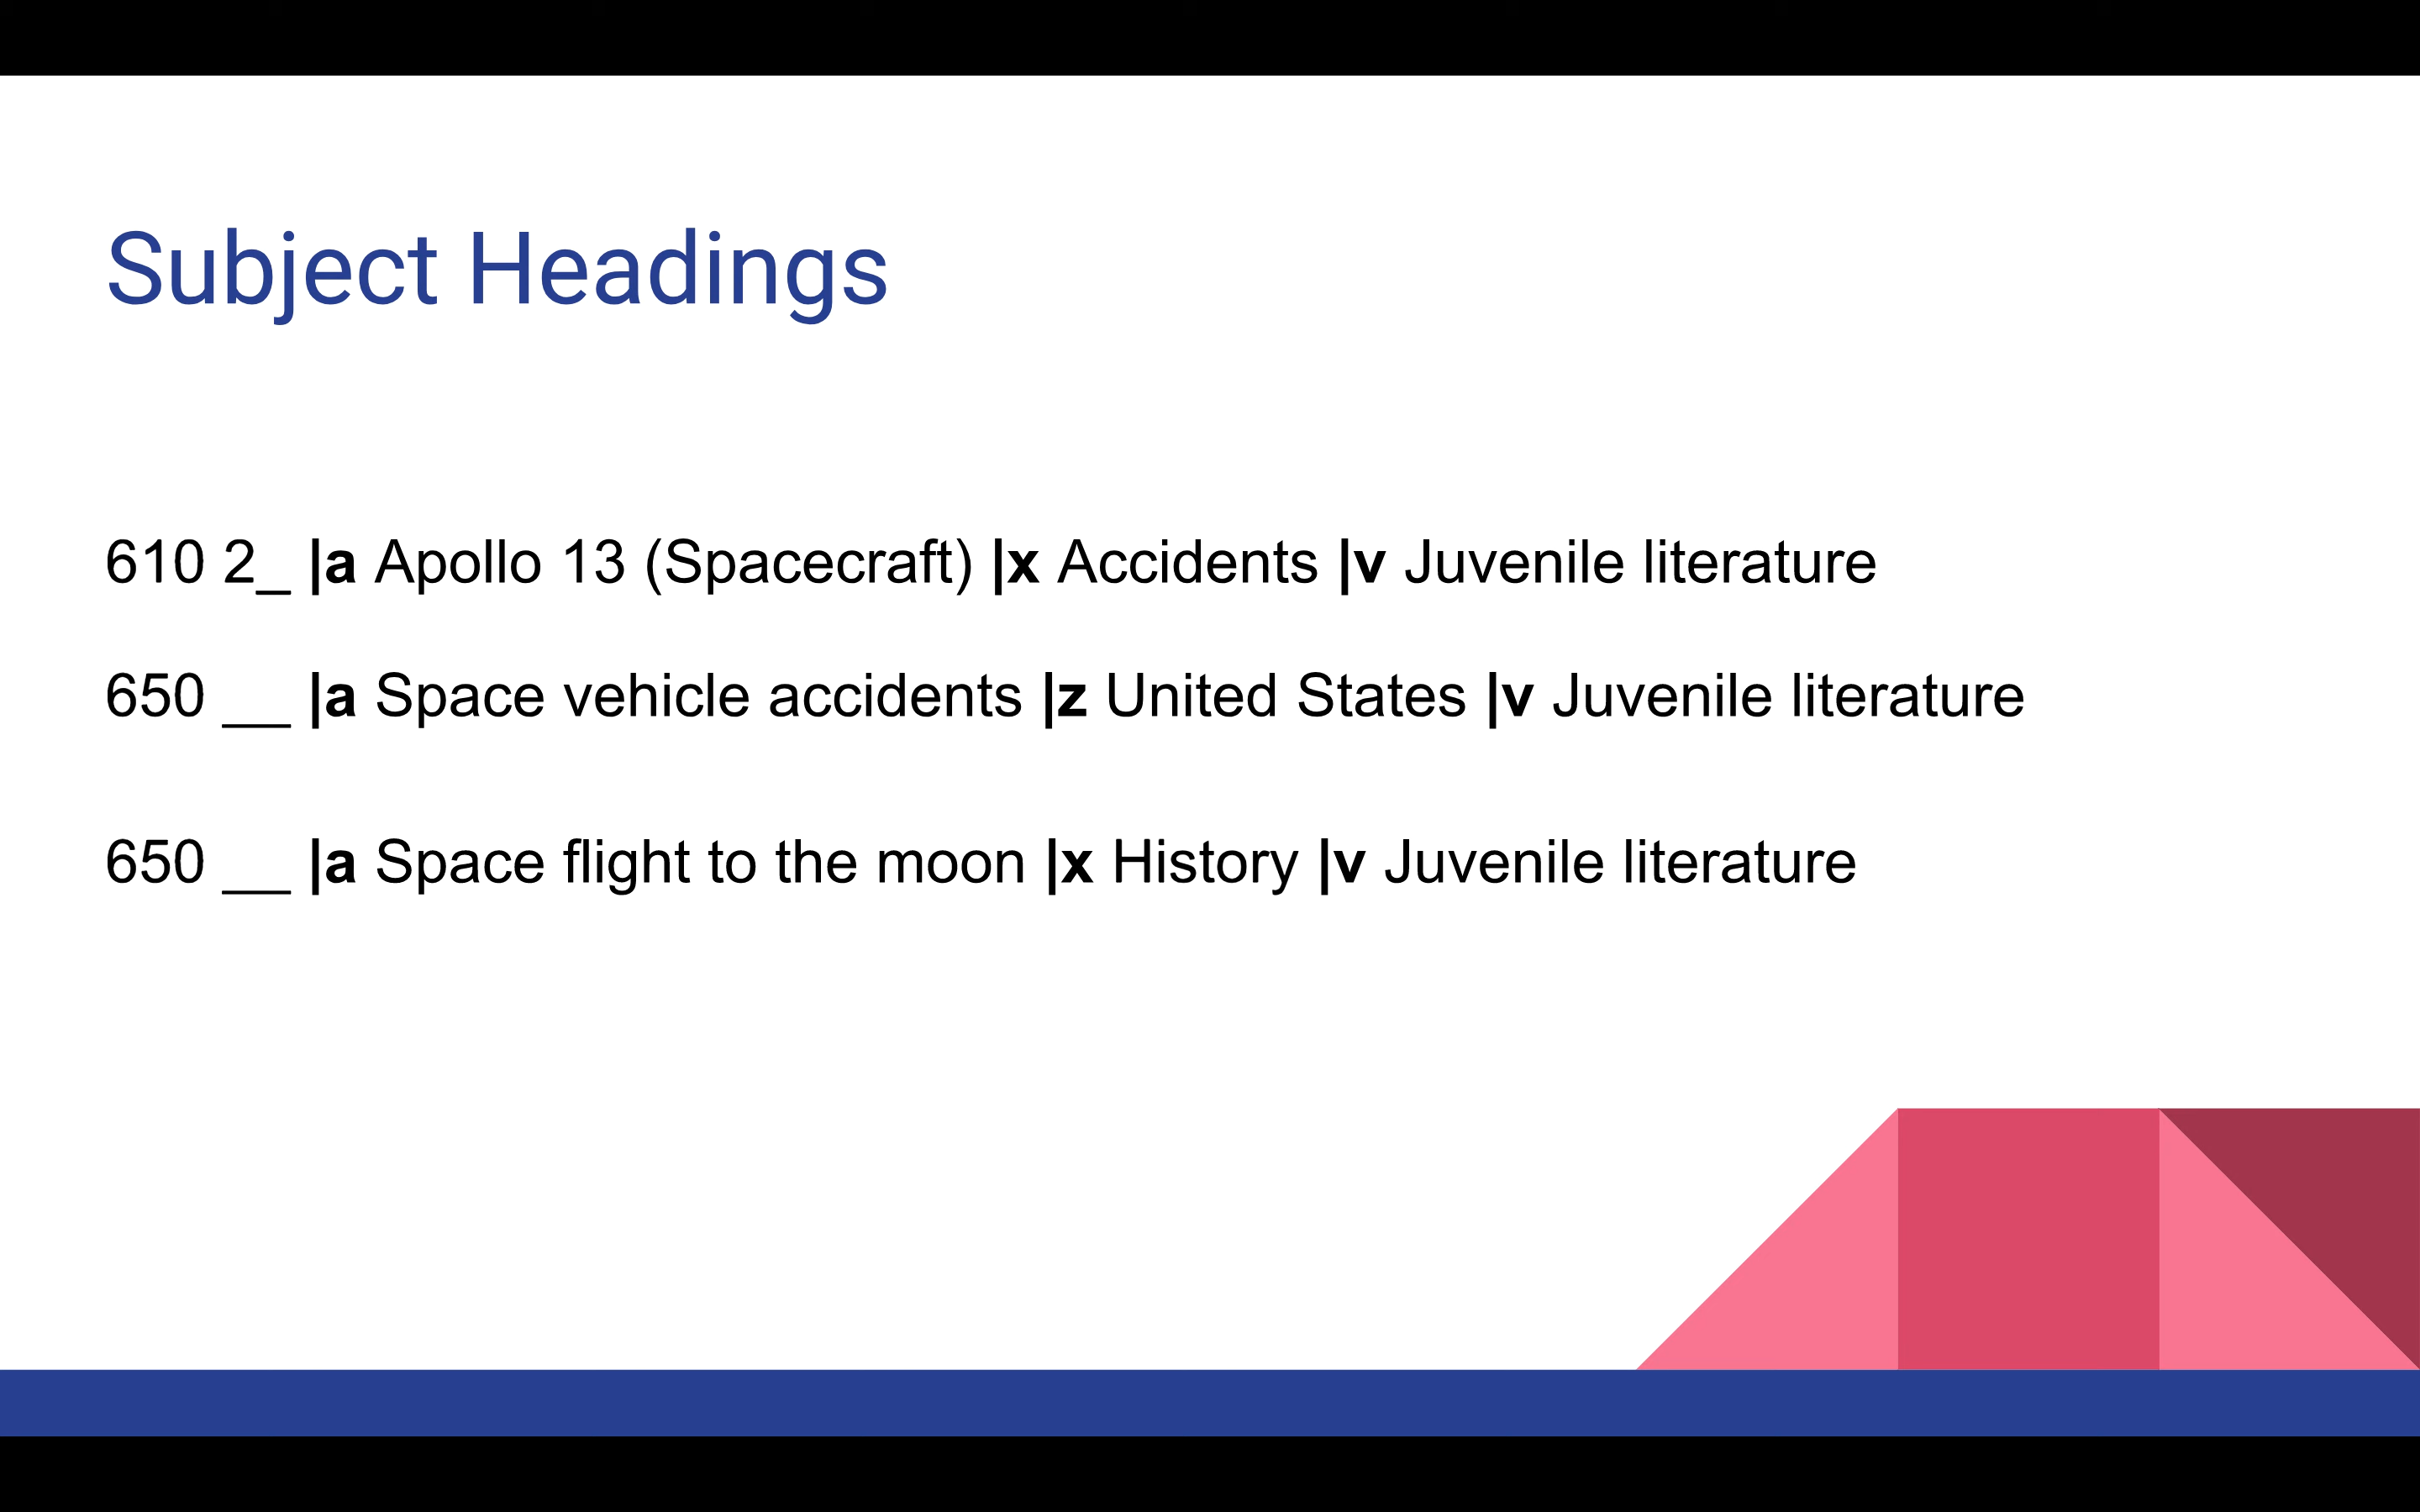 Subject Headings
610 2_ |a Apollo 13 (Spacecraft) |x Accidents |v Juvenile literature
650 __ |a Space vehicle accidents |z United States |v Juvenile literature
650 __ |a Space flight to the moon |x History |v Juvenile literature